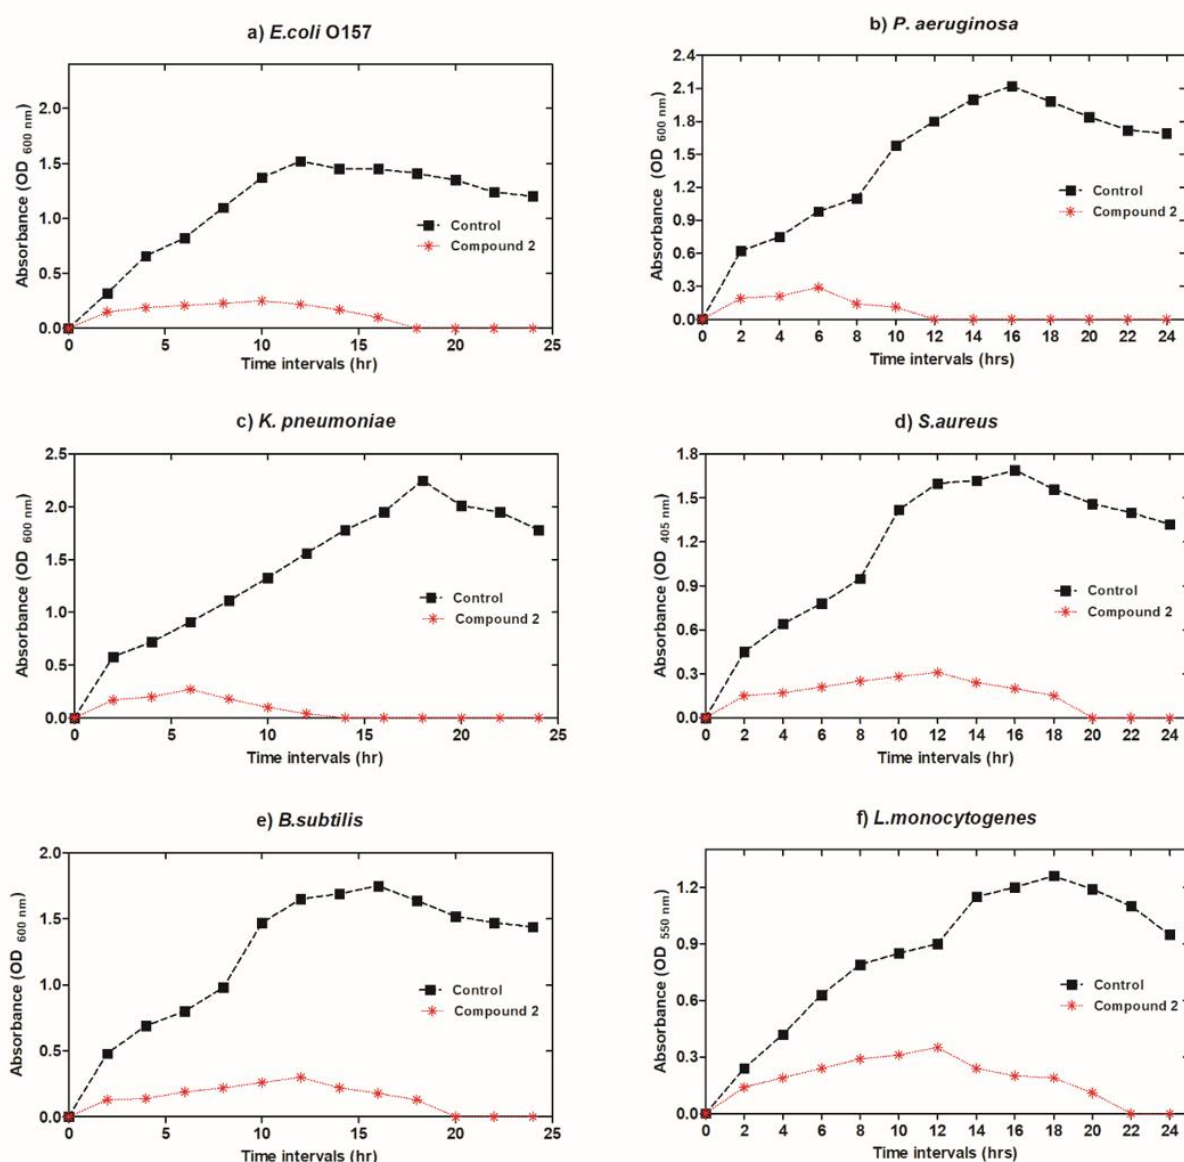 a) E.coli O157
Absorbance (OD 600 nm)
2.0
1.5
1.0
0.5
0.0
Control
Compound 2
0 5 10 15 20 25
Time intervals (hr)
b) P. aeruginosa
Absorbance (OD 600 nm)
2.4
2.1
1.8
1.5
1.2
0.9
0.6
0.3
0.0
Control
Compound 2
0 2 4 6 8 10 12 14 16 18 20 22 24
Time intervals (hrs)
c) K. pneumoniae
Absorbance (OD 600 nm)
2.5
2.0
1.5
1.0
0.5
0.0
Control
Compound 2
0 5 10 15 20 25
Time intervals (hr)
d) S.aureus
Absorbance (OD 405 nm)
1.8
1.5
1.2
0.9
0.6
0.3
0.0
Control
Compound 2
0 2 4 6 8 10 12 14 16 18 20 22 24
Time intervals (hrs)
e) B.subtilis
Absorbance (OD 600 nm)
2.0
1.5
1.0
0.5
0.0
Control
Compound 2
0 5 10 15 20 25
Time intervals (hr)
f) L.monocytogenes
Absorbance (OD 550 nm)
1.2
0.9
0.6
0.3
0.0
Control
Compound 2
0 2 4 6 8 10 12 14 16 18 20 22 24
Time intervals (hrs)